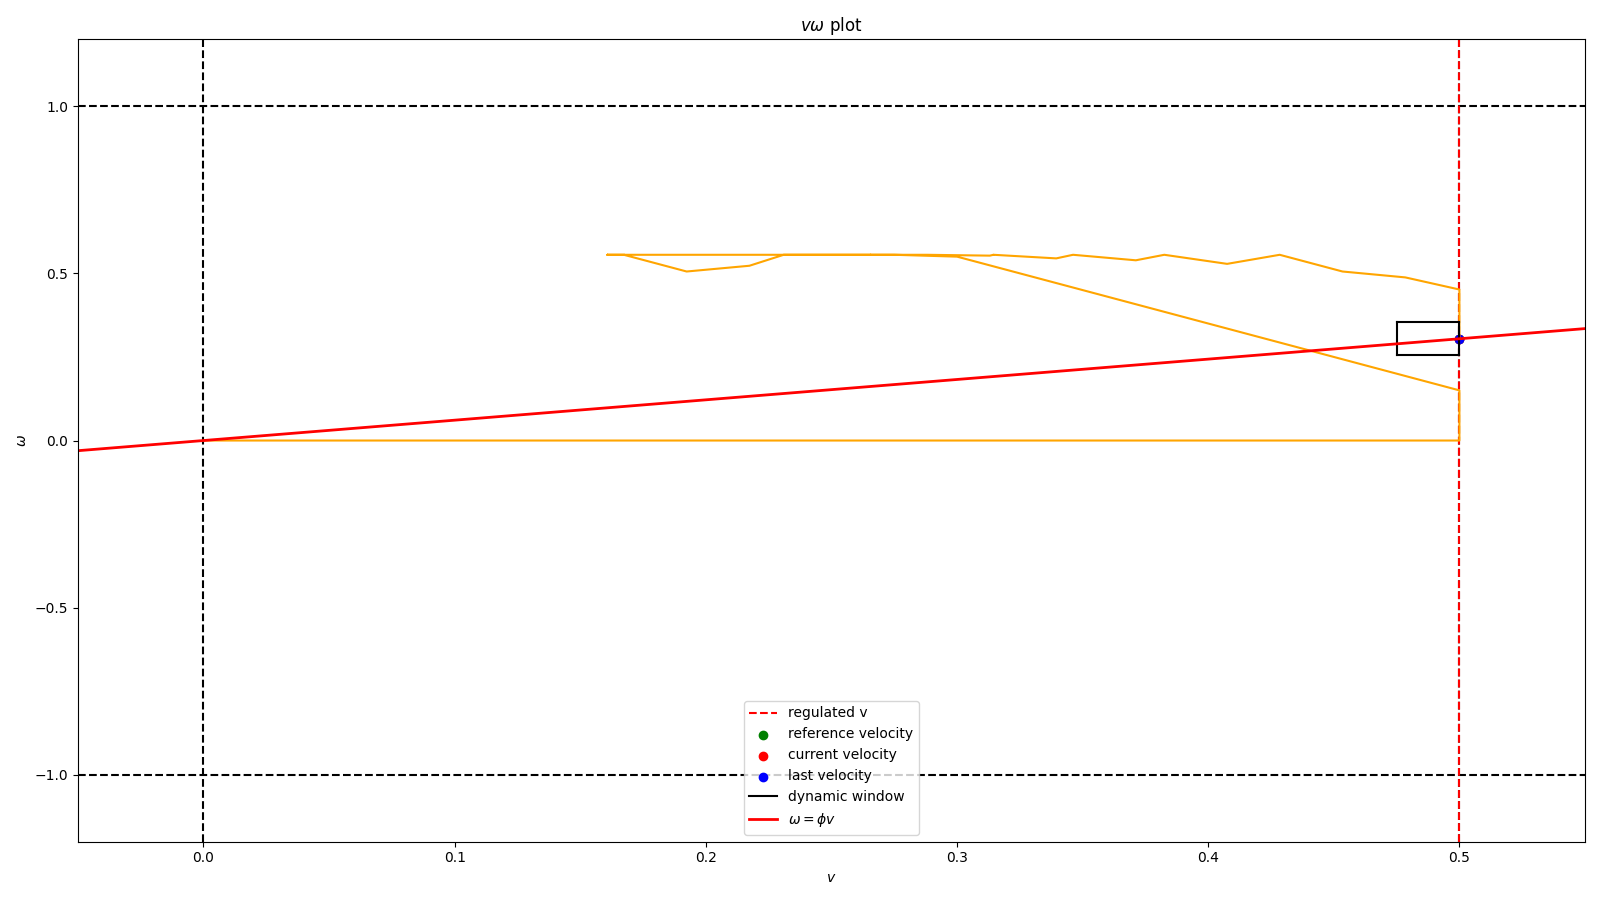 vω plot
1.0
0.5
0.0
−0.5
−1.0
ω
0.0
0.1
0.2
0.3
0.4
0.5
v
regulated v
reference velocity
current velocity
last velocity
dynamic window
ω = ϕv